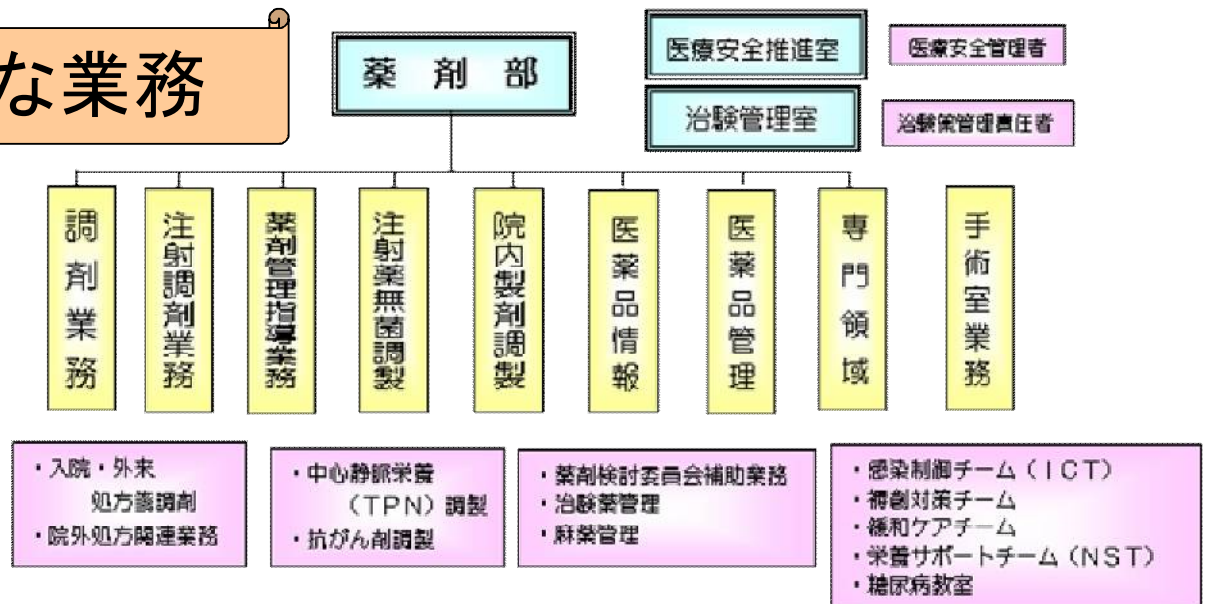 な業務
薬剤部
医療安全推進室
医療安全管理者
治験管理室
治験薬管理責任者
調剤業務
注射調剤業務
薬剤管理指導業務
注射薬無菌調製
院内製剤調製
医薬品情報
医薬品管理
専門領域
手術室業務
・入院・外来
処方箋調剤
・院外処方関連業務
・中心静脈栄養
（TPN）調製
・抗がん剤調製
・薬剤検討委員会補助業務
・治験薬管理
・麻薬管理
・感染制御チーム（ICT）
・褥創対策チーム
・緩和ケアチーム
・栄養サポートチーム（NST）
・糖尿病教室